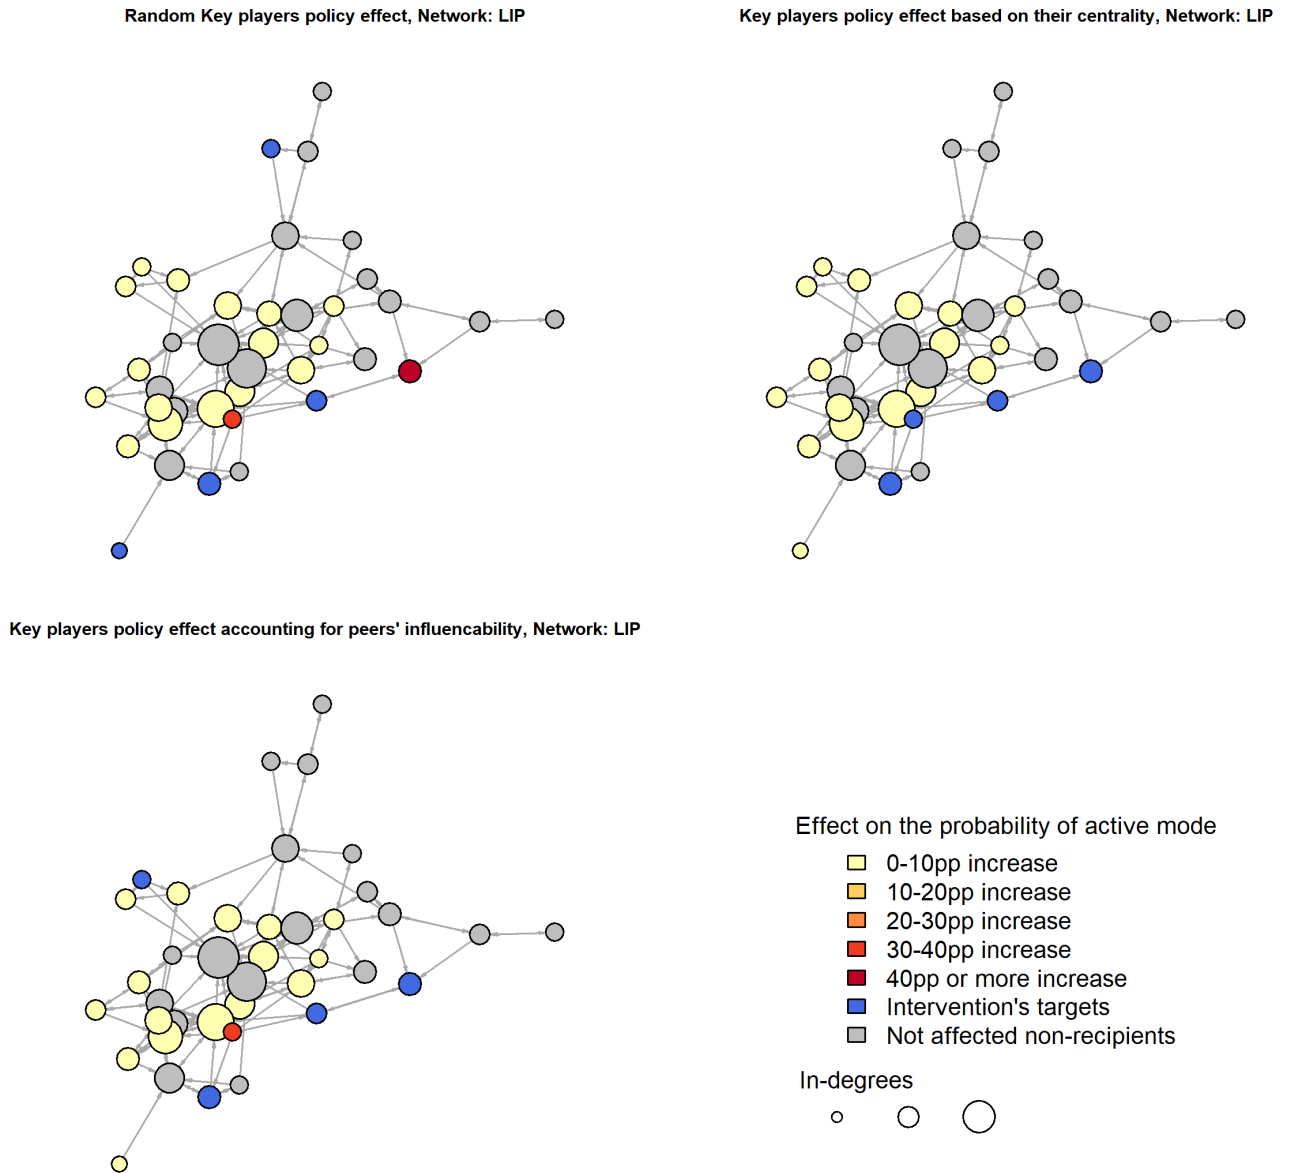 Random Key players policy effect, Network: LIP
Key players policy effect based on their centrality, Network: LIP
Key players policy effect accounting for peers' influencability, Network: LIP
Effect on the probability of active mode
0-10pp increase
10-20pp increase
20-30pp increase
30-40pp increase
40pp or more increase
Intervention's targets
Not affected non-recipients
In-degrees